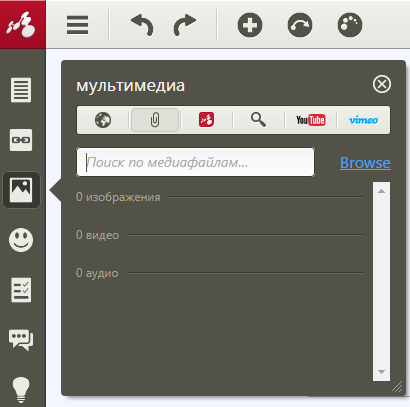 мультимедиа
YouTube
vimeo
Поиск по медиафайлам...
Browse
0 изображения
0 видео
0 аудио